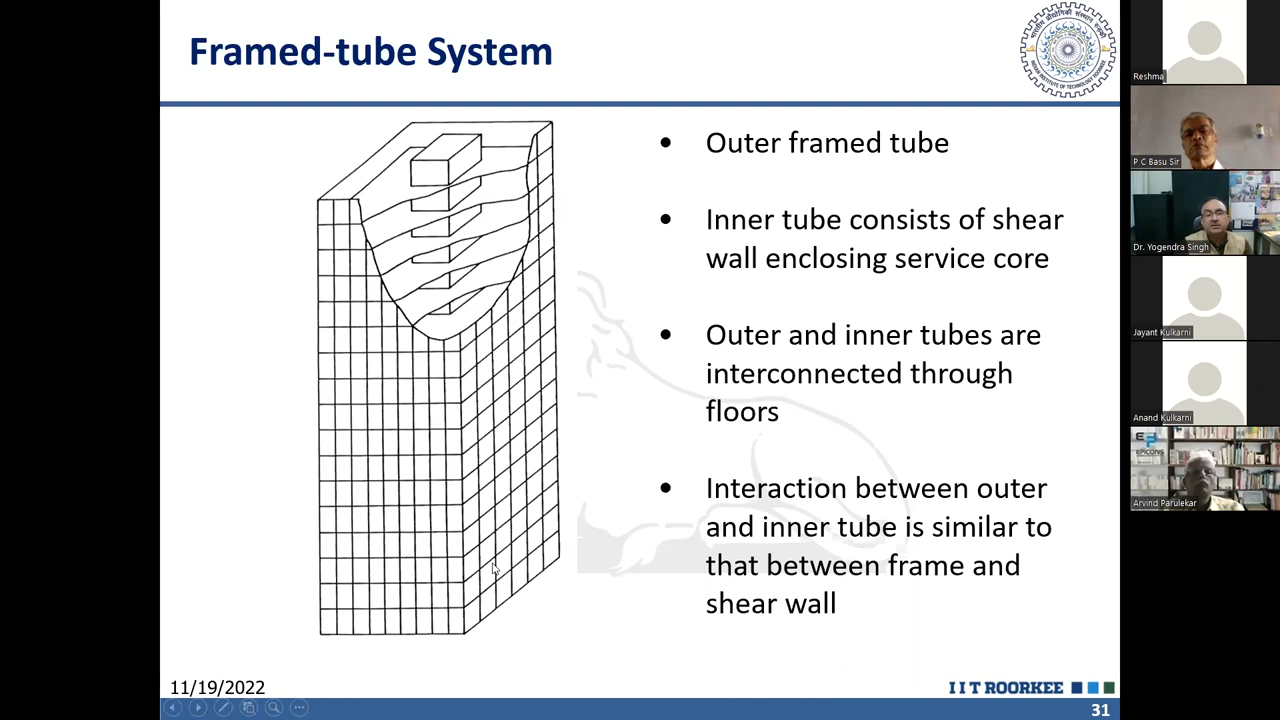 Framed-tube System
• Outer framed tube
• Inner tube consists of shear
wall enclosing service core
• Outer and inner tubes are
interconnected through
floors
• Interaction between outer
and inner tube is similar to
that between frame and
shear wall
11/19/2022
I I T ROORKEE
31
Reshma
P C Basu Sir
Dr. Yogendra Singh
Jayant Kulkarni
Anand Kulkarni
Arvind Parulekar